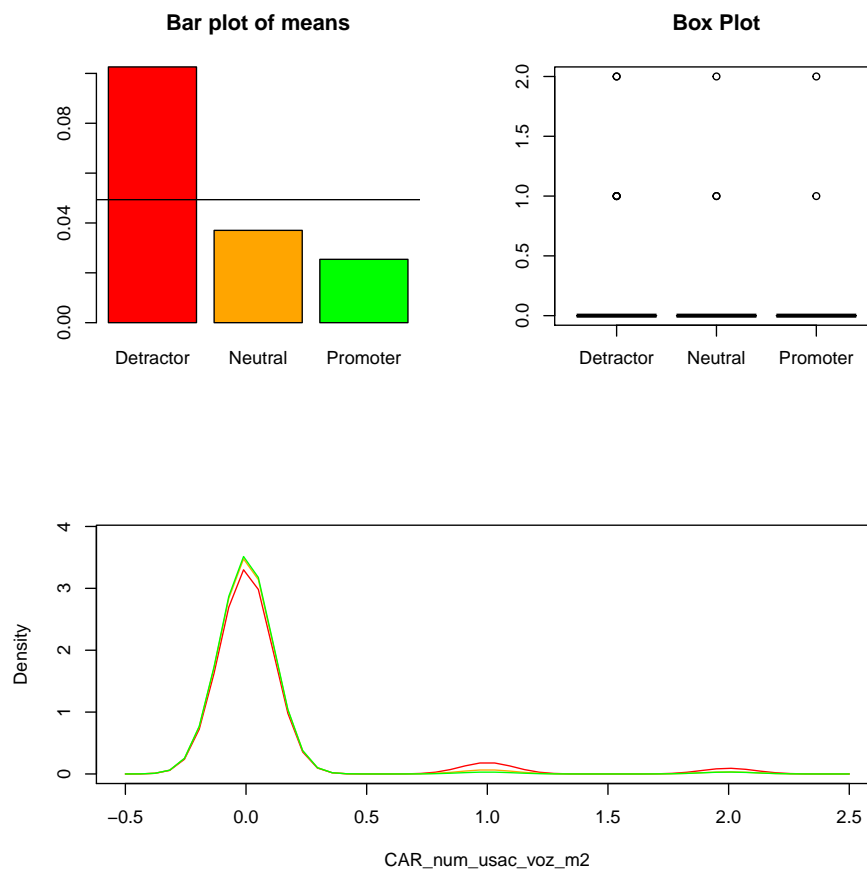 Bar plot of means
0.00
0.04
0.08
Detractor
Neutral
Promoter
Box Plot
0.0
0.5
1.0
1.5
2.0
Detractor
Neutral
Promoter
Density
0
1
2
3
4
−0.5
0.0
0.5
1.0
1.5
2.0
2.5
CAR_num_usac_voz_m2